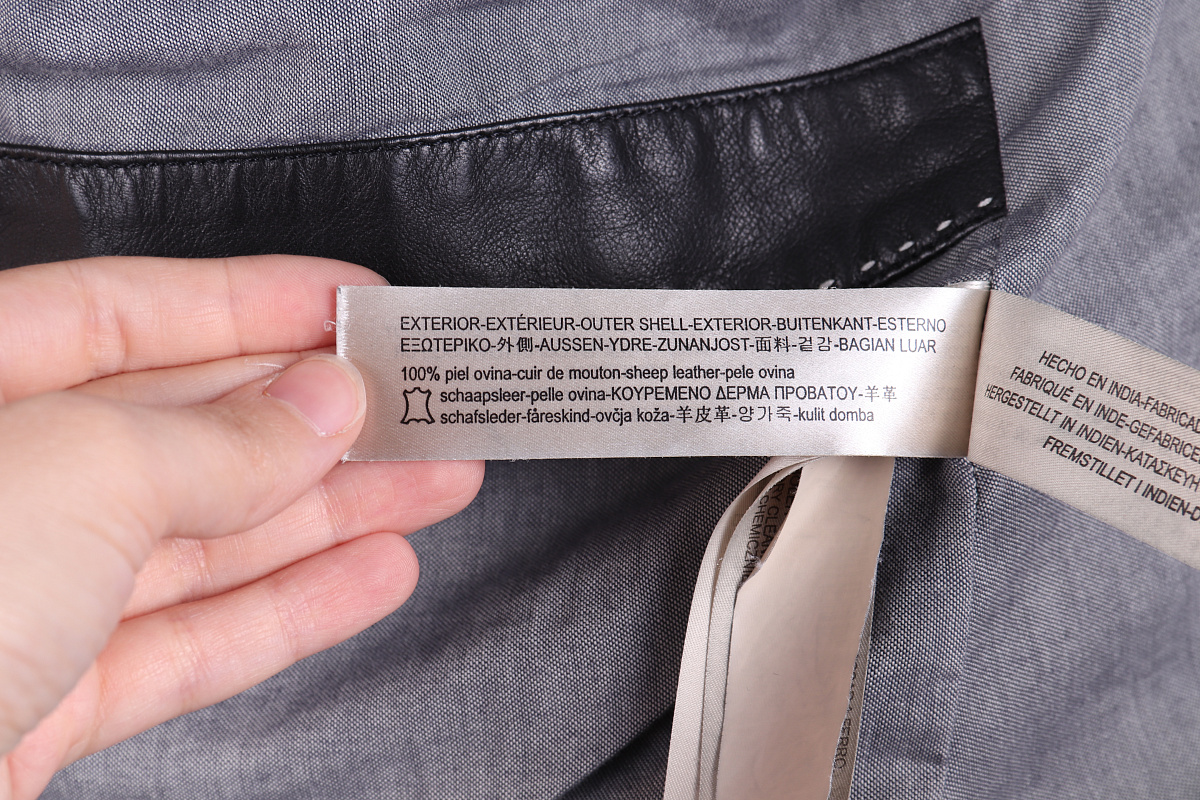 EXTERIOR-EXTÉRIEUR-OUTER SHELL-EXTERIOR-BUITENKANT-ESTERNO
ΕΞΩΤΕΡΙΚΟ-外側-AUSSEN-YDRE-ZUNANJOST-面料-겉감-BAGIAN LUAR
100% piel ovina-cuir de mouton-sheep leather-pele ovina
schaapsleer-pelle ovina-ΚΟΥΡΕΜΕΝΟ ΔΕΡΜΑ ΠΡΟΒΑΤΟΥ-羊革
schafsleder-fåreskind-ovčja koža-羊皮革-양가죽-kulit domba
HECHO EN INDIA-FABRICAD
FABRIQUÉ EN INDE-GEFABRICEE
HERGESTELLT IN INDIEN-ΚΑΤΑΣΚΕΥΗ
FREMSTILLET I INDIEN-D